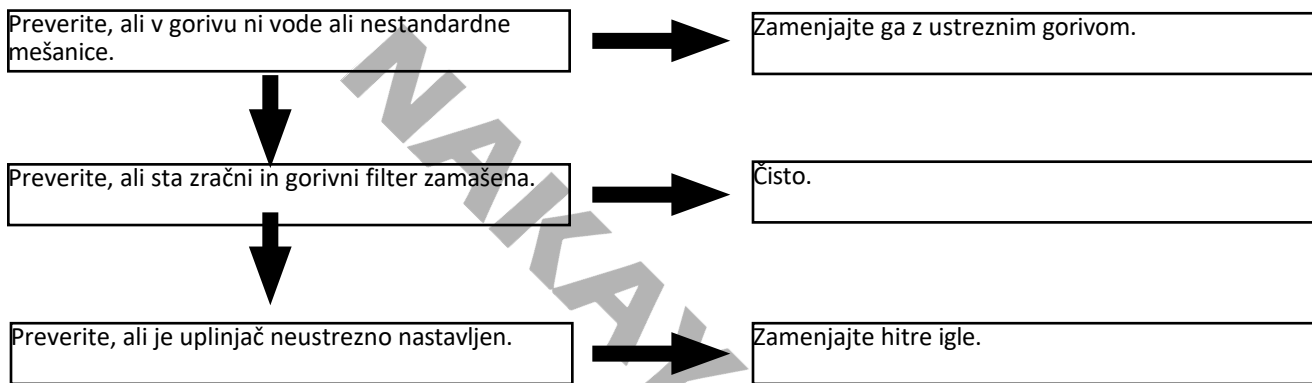 Preverite, ali v gorivu ni vode ali nestandardne
mešanice.
Zamenjajte ga z ustreznim gorivom.
Preverite, ali sta zračni in gorivni filter zamašena.
Čisto.
Preverite, ali je uplinjač neustrezno nastavljen.
Zamenjajte hitre igle.
NAKAY